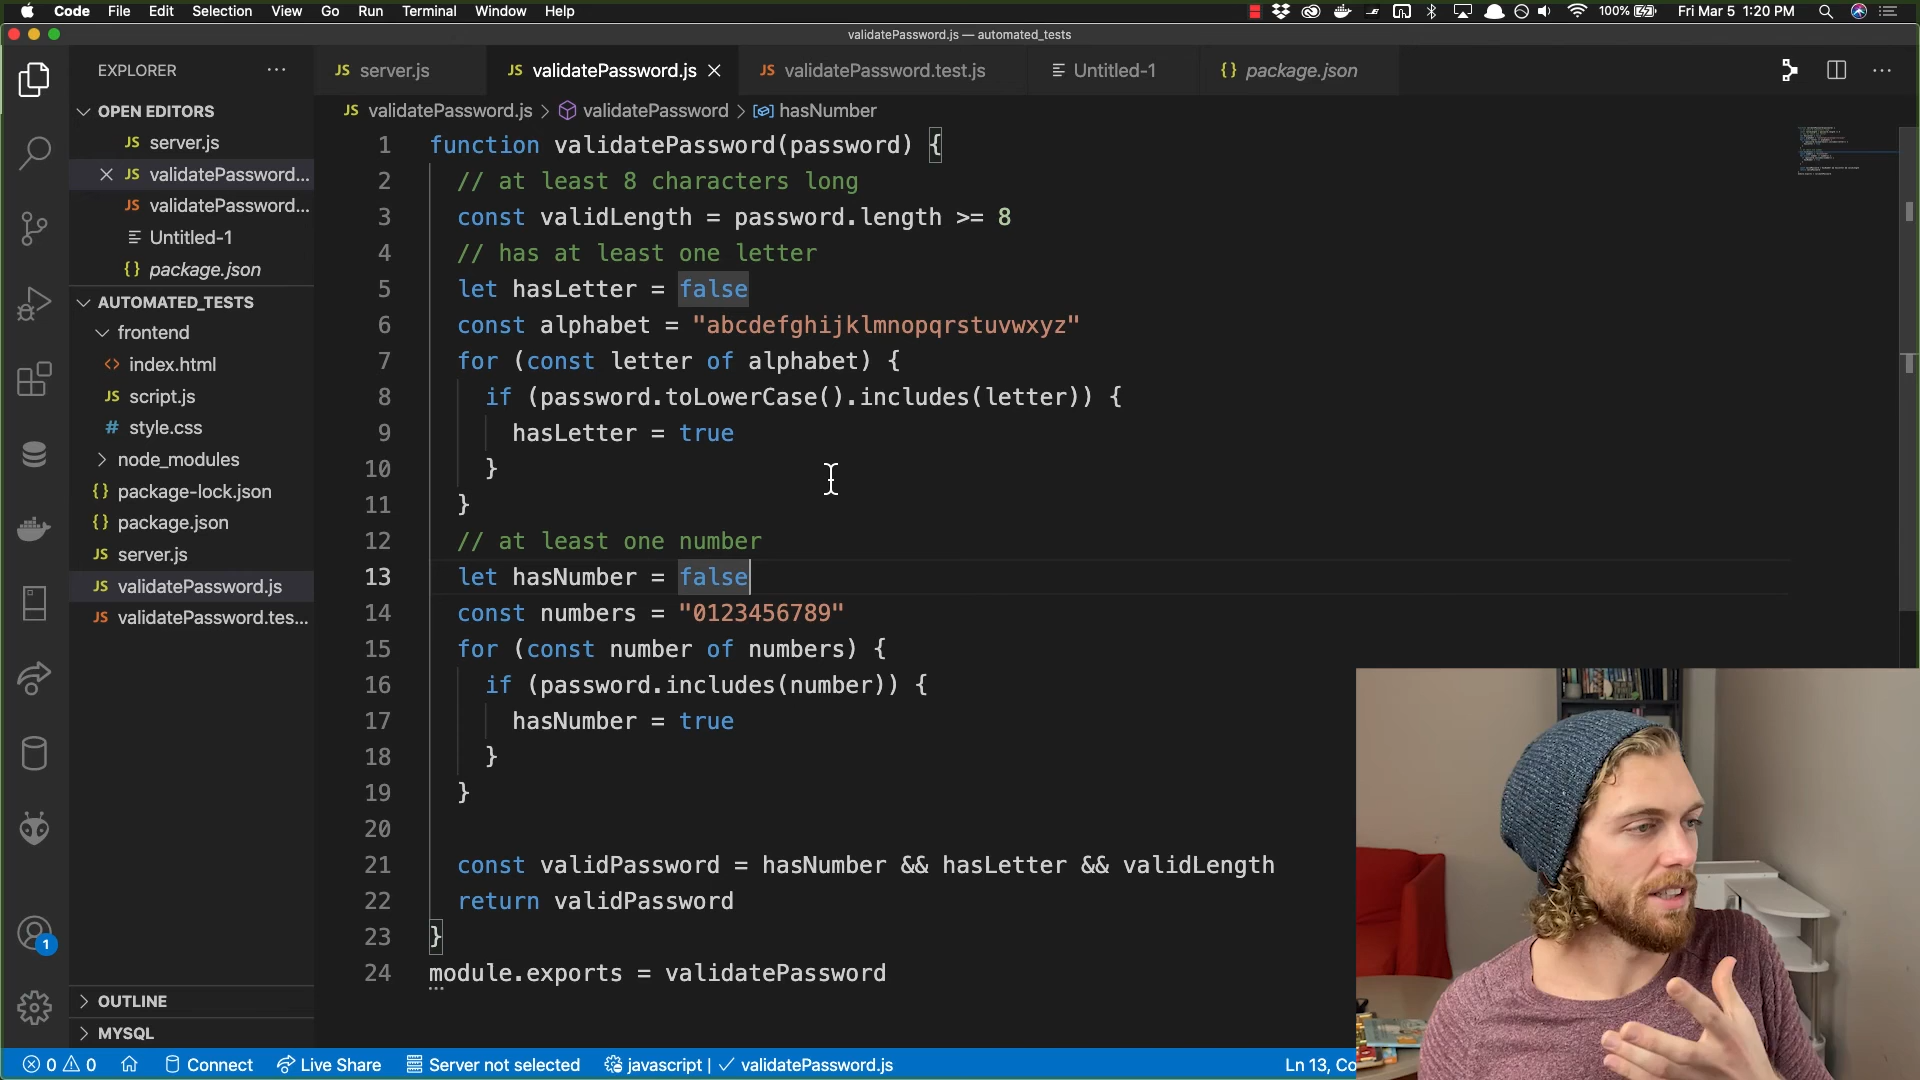 Code File Edit Selection View Go Run Terminal Window Help 100% Fri Mar 5 1:20 PM
validatePassword.js — automated_tests
EXPLORER ...
JS server.js JS validatePassword.js JS validatePassword.test.js Untitled-1 {} package.json
OPEN EDITORS
JS server.js
JS validatePassword...
JS validatePassword...
Untitled-1
{} package.json
AUTOMATED_TESTS
frontend
<> index.html
JS script.js
# style.css
node_modules
{} package-lock.json
{} package.json
JS server.js
JS validatePassword.js
JS validatePassword.tes...
OUTLINE
MYSQL
1
JS validatePassword.js > validatePassword > hasNumber
1 function validatePassword(password) {
2 // at least 8 characters long
3 const validLength = password.length >= 8
4 // has at least one letter
5 let hasLetter = false
6 const alphabet = "abcdefghijklmnopqrstuvwxyz"
7 for (const letter of alphabet) {
8 if (password.toLowerCase().includes(letter)) {
9 hasLetter = true
10 }
11 }
12 // at least one number
13 let hasNumber = false
14 const numbers = "0123456789"
15 for (const number of numbers) {
16 if (password.includes(number)) {
17 hasNumber = true
18 }
19 }
20
21 const validPassword = hasNumber && hasLetter && validLength
22 return validPassword
23 }
24 module.exports = validatePassword
0 0 Connect Live Share Server not selected javascript | ✓ validatePassword.js Ln 13, Co